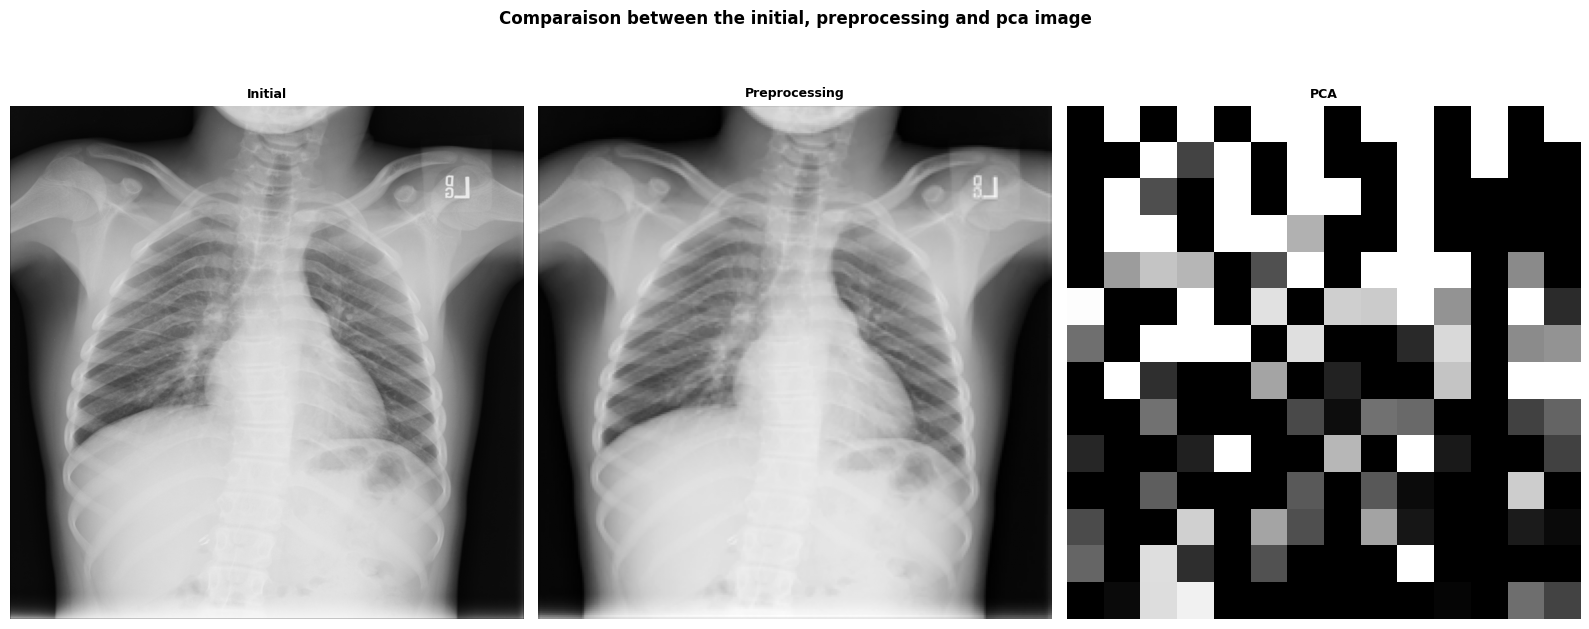 Comparaison between the initial, preprocessing and pca image
Initial
Preprocessing
PCA